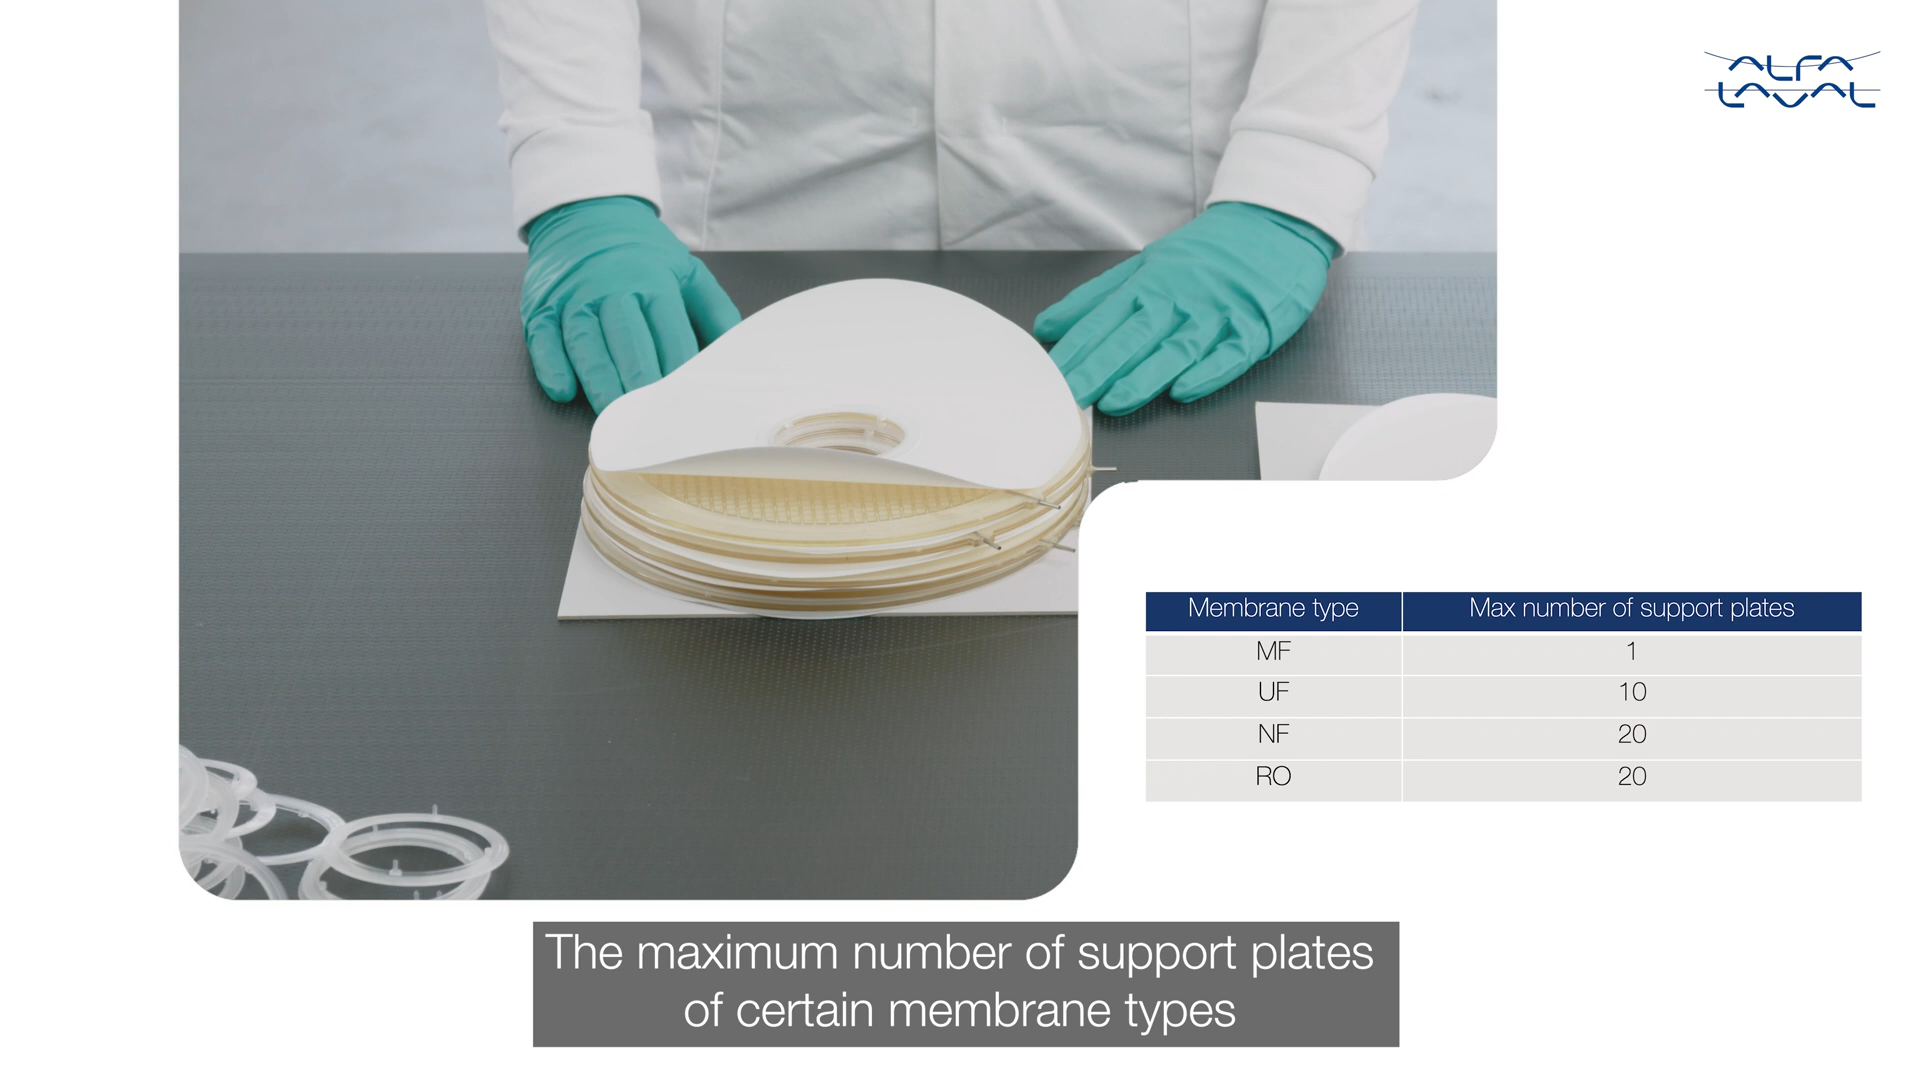 ALFA
LAVAL
Membrane type Max number of support plates
MF 1
UF 10
NF 20
RO 20
The maximum number of support plates
of certain membrane types